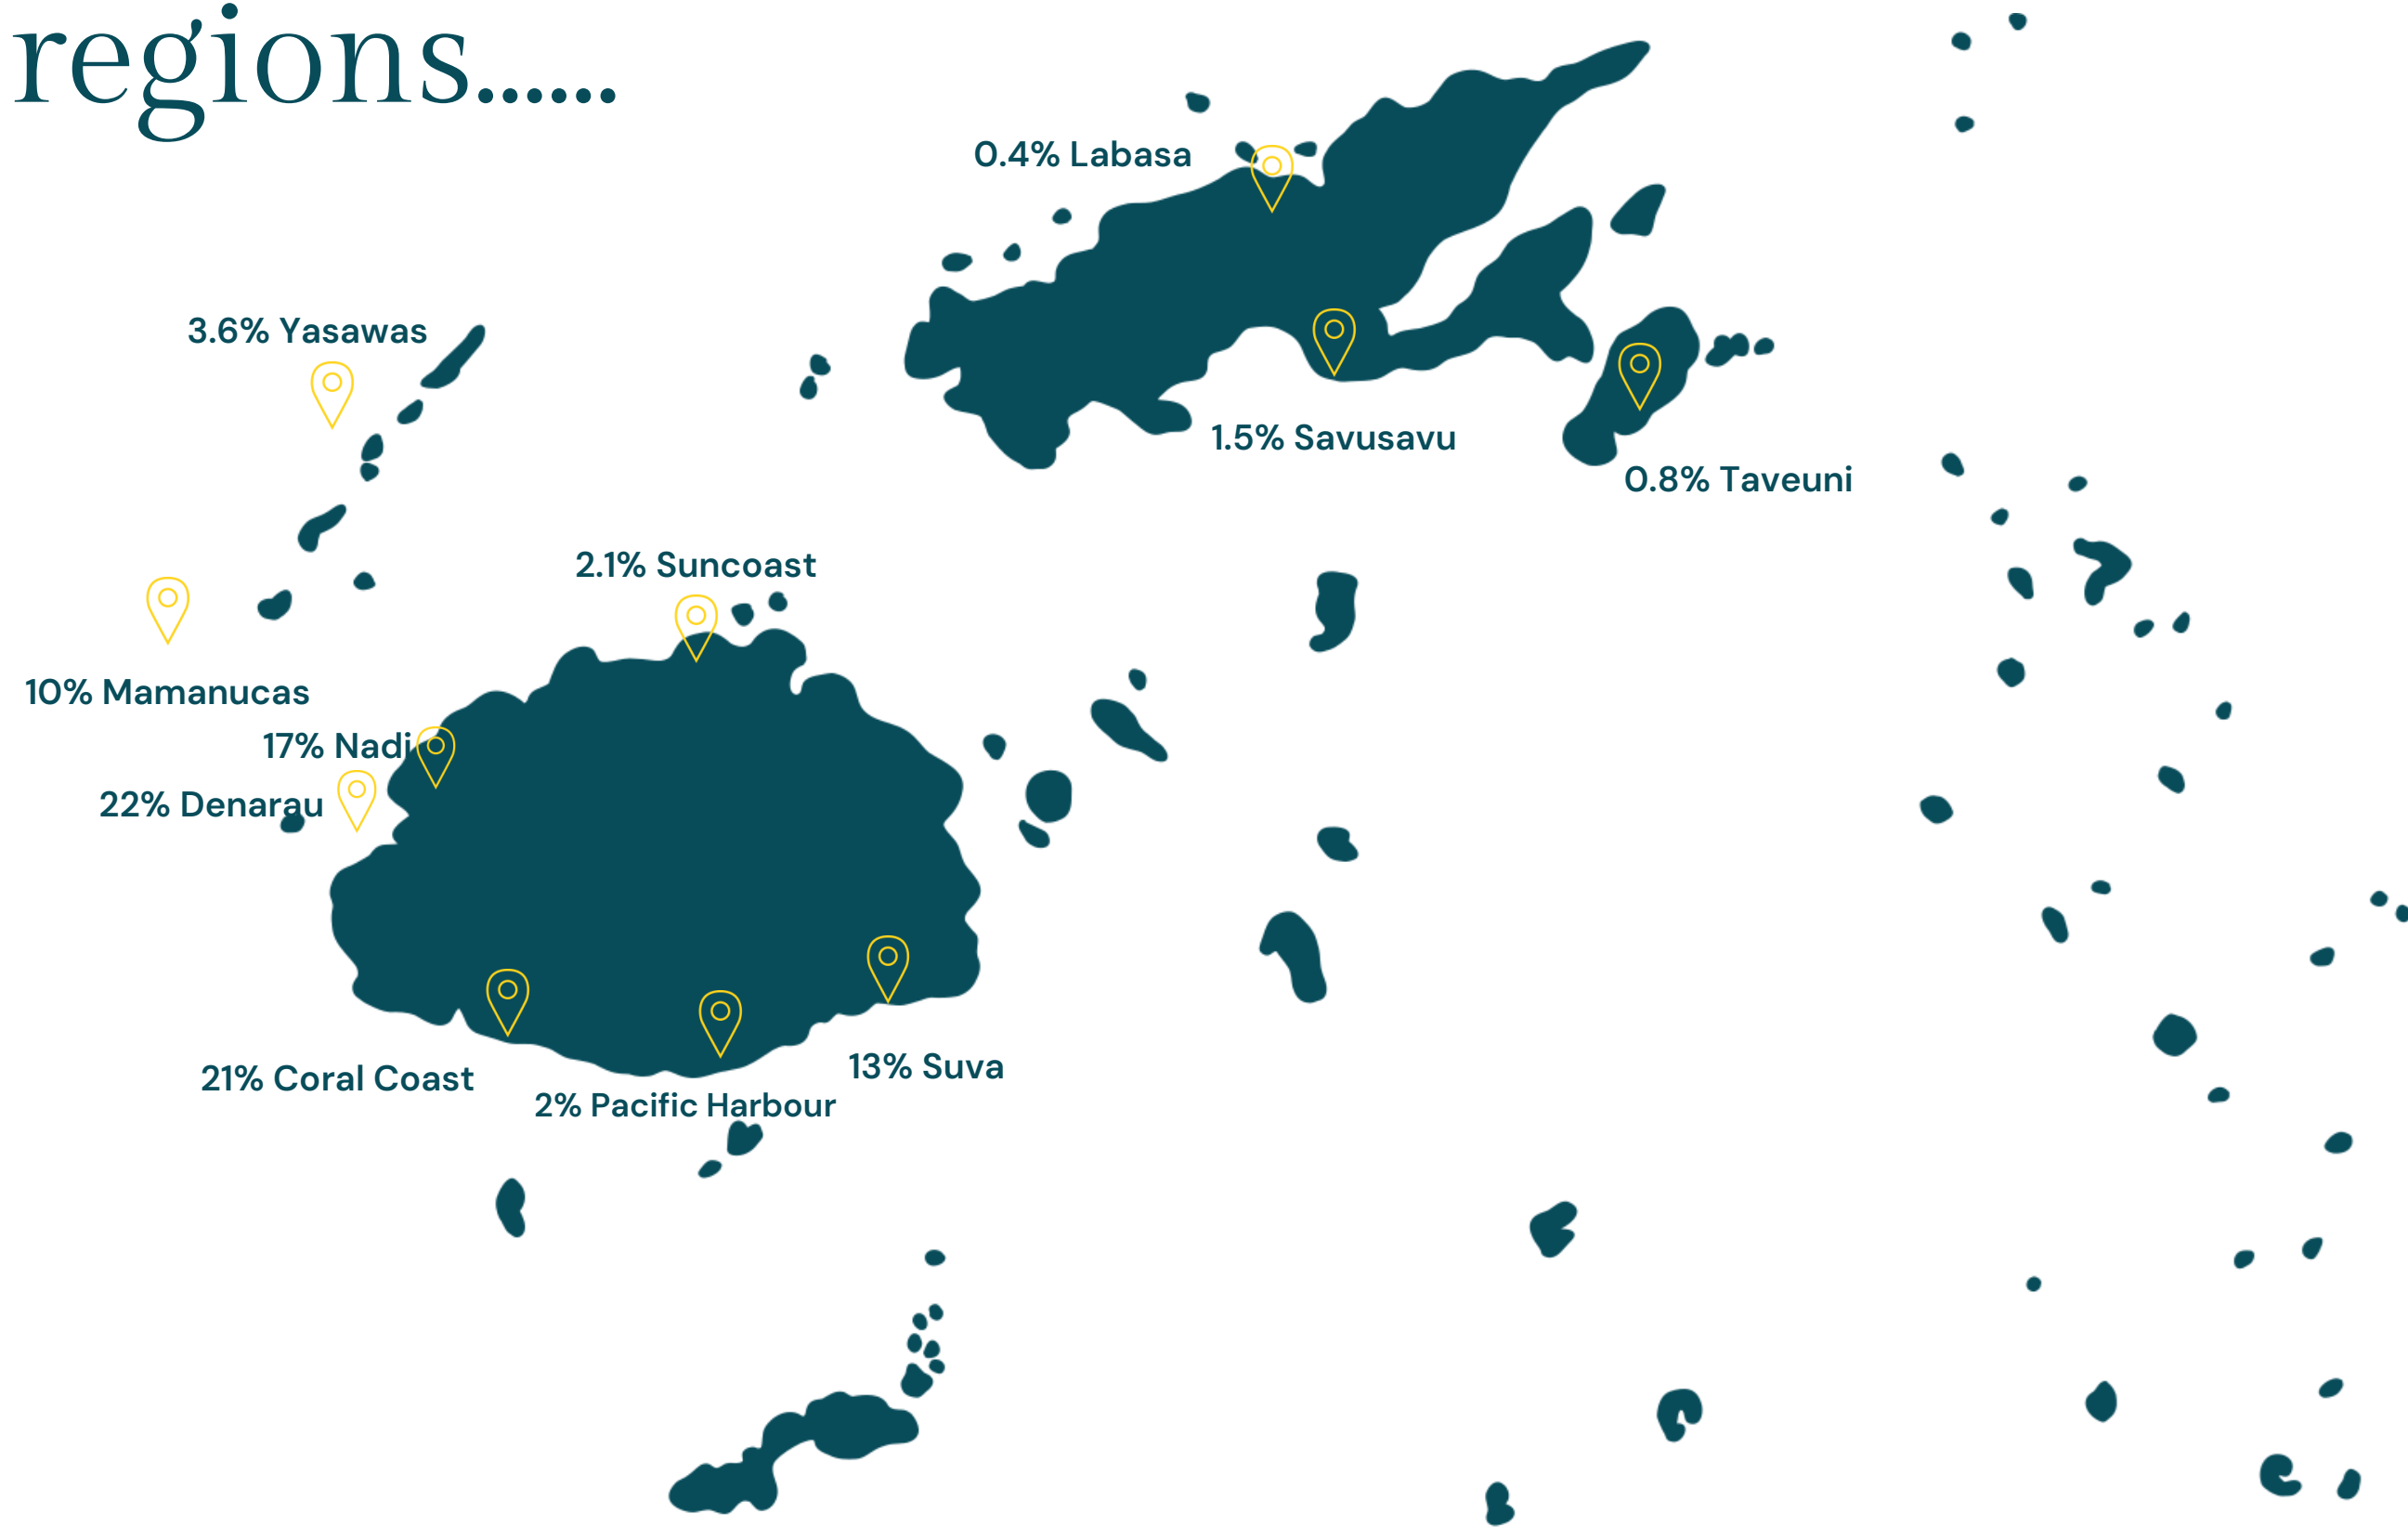 regions......
0.4% Labasa
3.6% Yasawas
1.5% Savusavu
0.8% Taveuni
2.1% Suncoast
10% Mamanucas
17% Nadi
22% Denarau
21% Coral Coast
13% Suva
2% Pacific Harbour